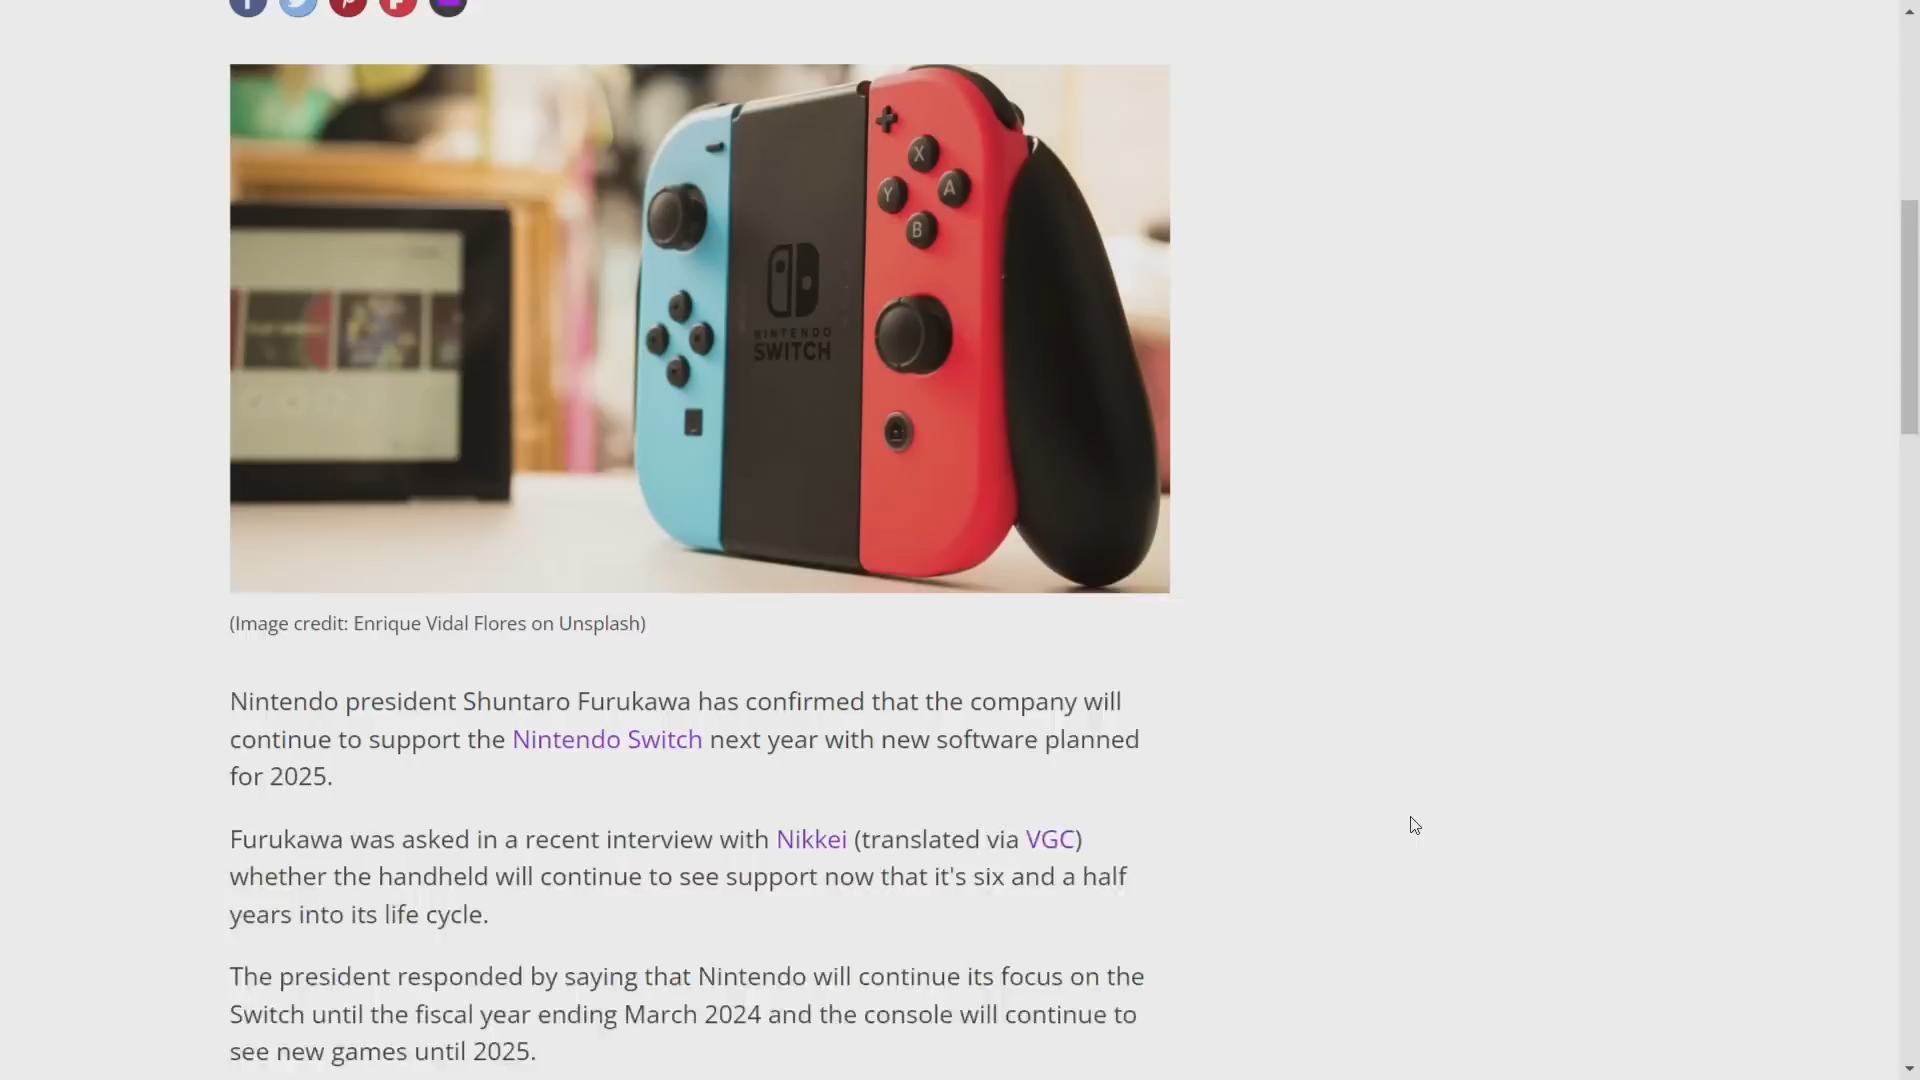 X
Y
A
B
NINTENDO
SWITCH
(Image credit: Enrique Vidal Flores on Unsplash)
Nintendo president Shuntaro Furukawa has confirmed that the company will
continue to support the Nintendo Switch next year with new software planned
for 2025.
Furukawa was asked in a recent interview with Nikkei (translated via VGC)
whether the handheld will continue to see support now that it's six and a half
years into its life cycle.
The president responded by saying that Nintendo will continue its focus on the
Switch until the fiscal year ending March 2024 and the console will continue to
see new games until 2025.